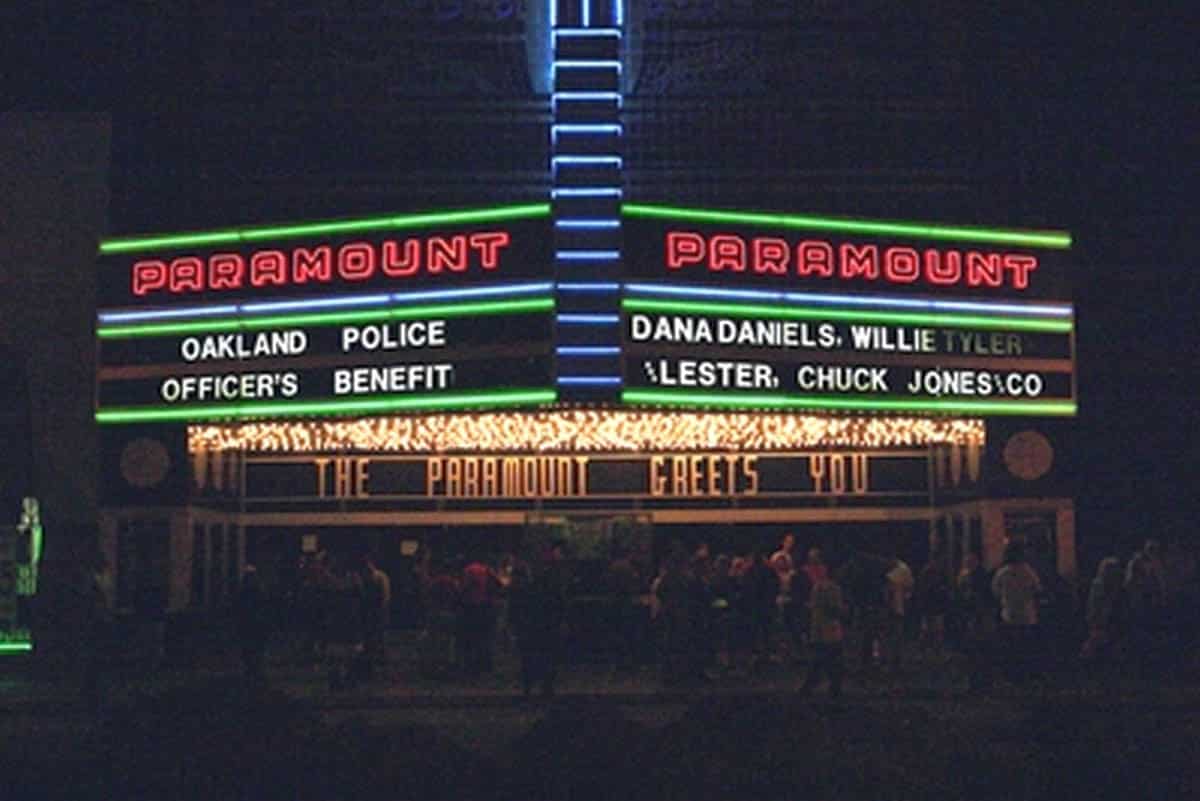 PARAMOUNT
OAKLAND POLICE
OFFICER'S BENEFIT
PARAMOUNT
DANA DANIELS, WILLIE TYLER
&LESTER, CHUCK JONES&CO
THE PARAMOUNT GREETS YOU